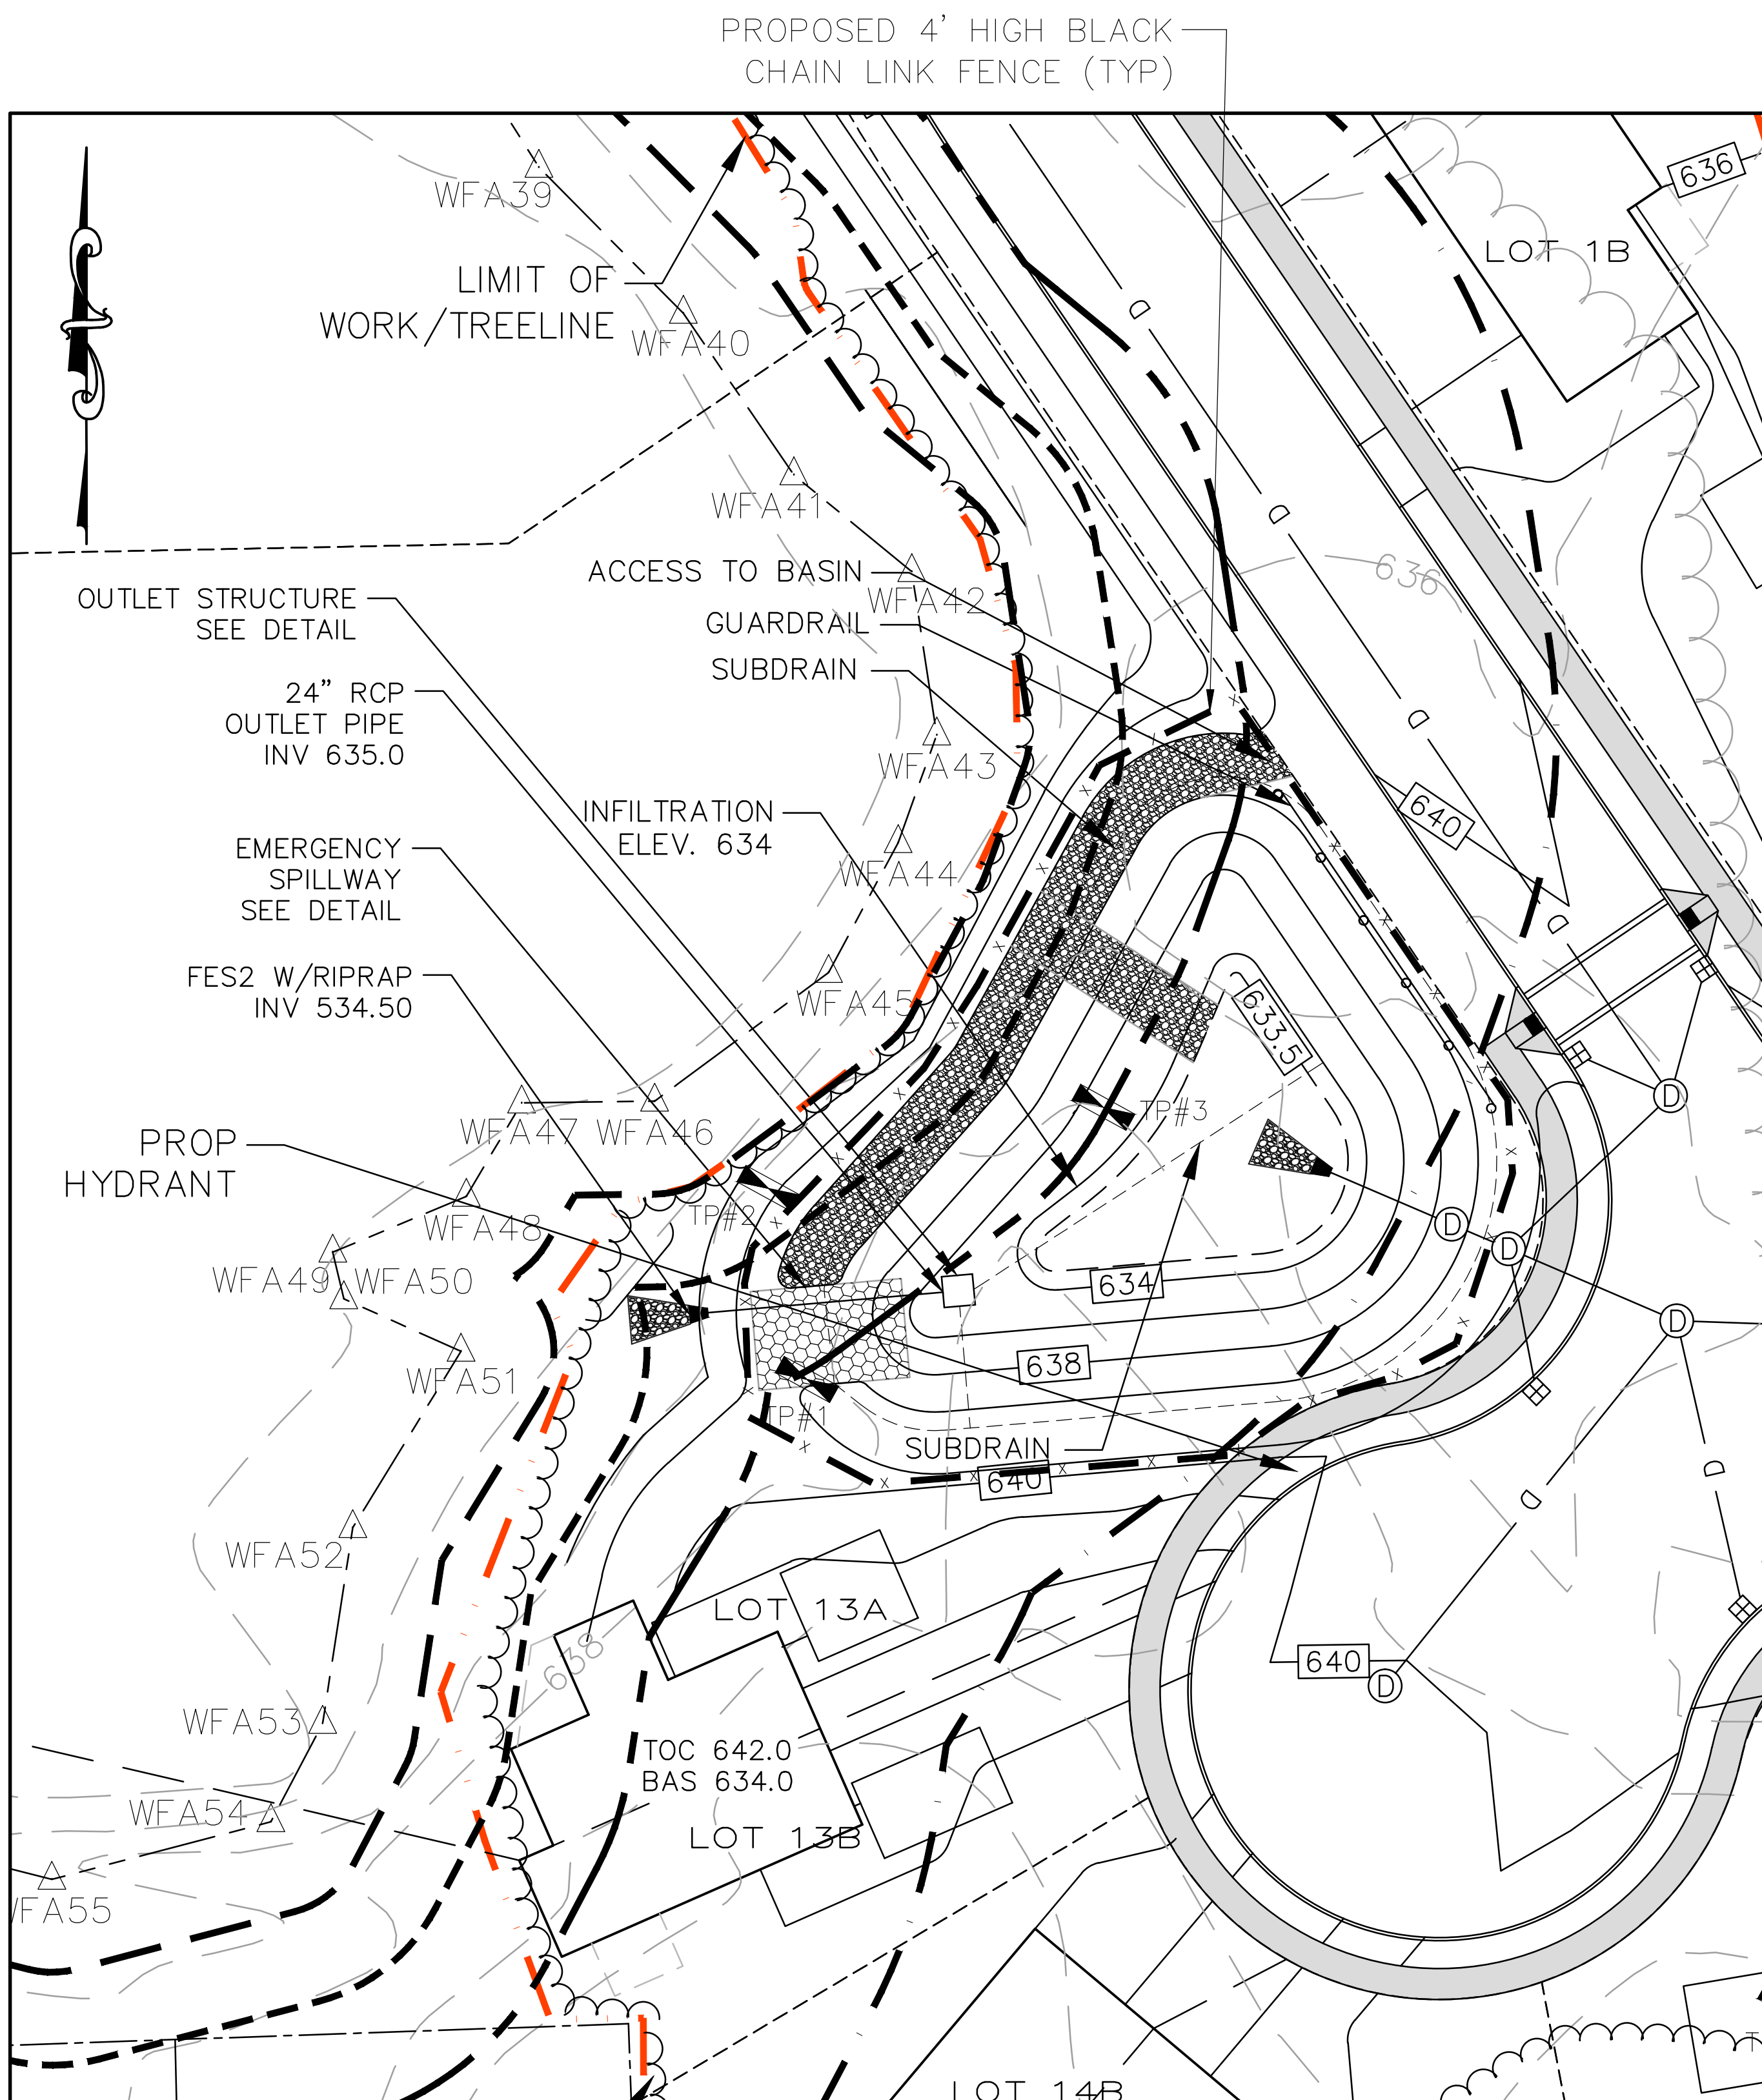 PROPOSED 4' HIGH BLACK
CHAIN LINK FENCE (TYP)
WFA39
636
LOT 1B
LIMIT OF
WORK/TREELINE
WFA40
D
WFA41
D
ACCESS TO BASIN
636
OUTLET STRUCTURE
SEE DETAIL
WFA42
GUARDRAIL
SUBDRAIN
24" RCP
OUTLET PIPE
INV 635.0
D
WFA43
INFILTRATION
ELEV. 634
640
EMERGENCY
SPILLWAY
SEE DETAIL
WFA44
D
FES2 W/RIPRAP
INV 534.50
WFA45
633.5
D
WFA47
WFA46
TP#3
PROP
HYDRANT
TP#2
WFA48
D
D
WFA49
WFA50
634
D
WFA51
638
TP#1
SUBDRAIN
640
D
D
WFA52
LOT 13A
638
640
D
WFA53
TOC 642.0
BAS 634.0
WFA54
LOT 13B
WFA55
LOT 14B